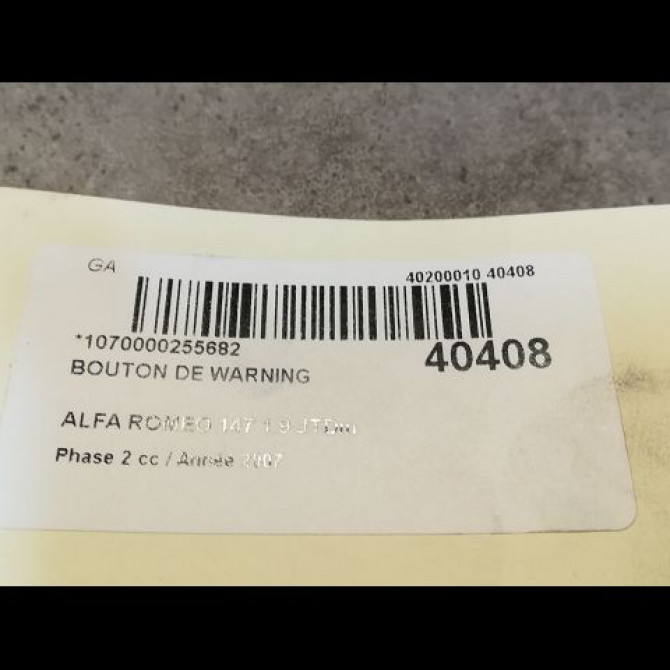 GA
40200010 40408
*1070000255682
40408
BOUTON DE WARNING
ALFA ROMEO 147 1.9 JTDm
Phase 2 cc / Année 2007